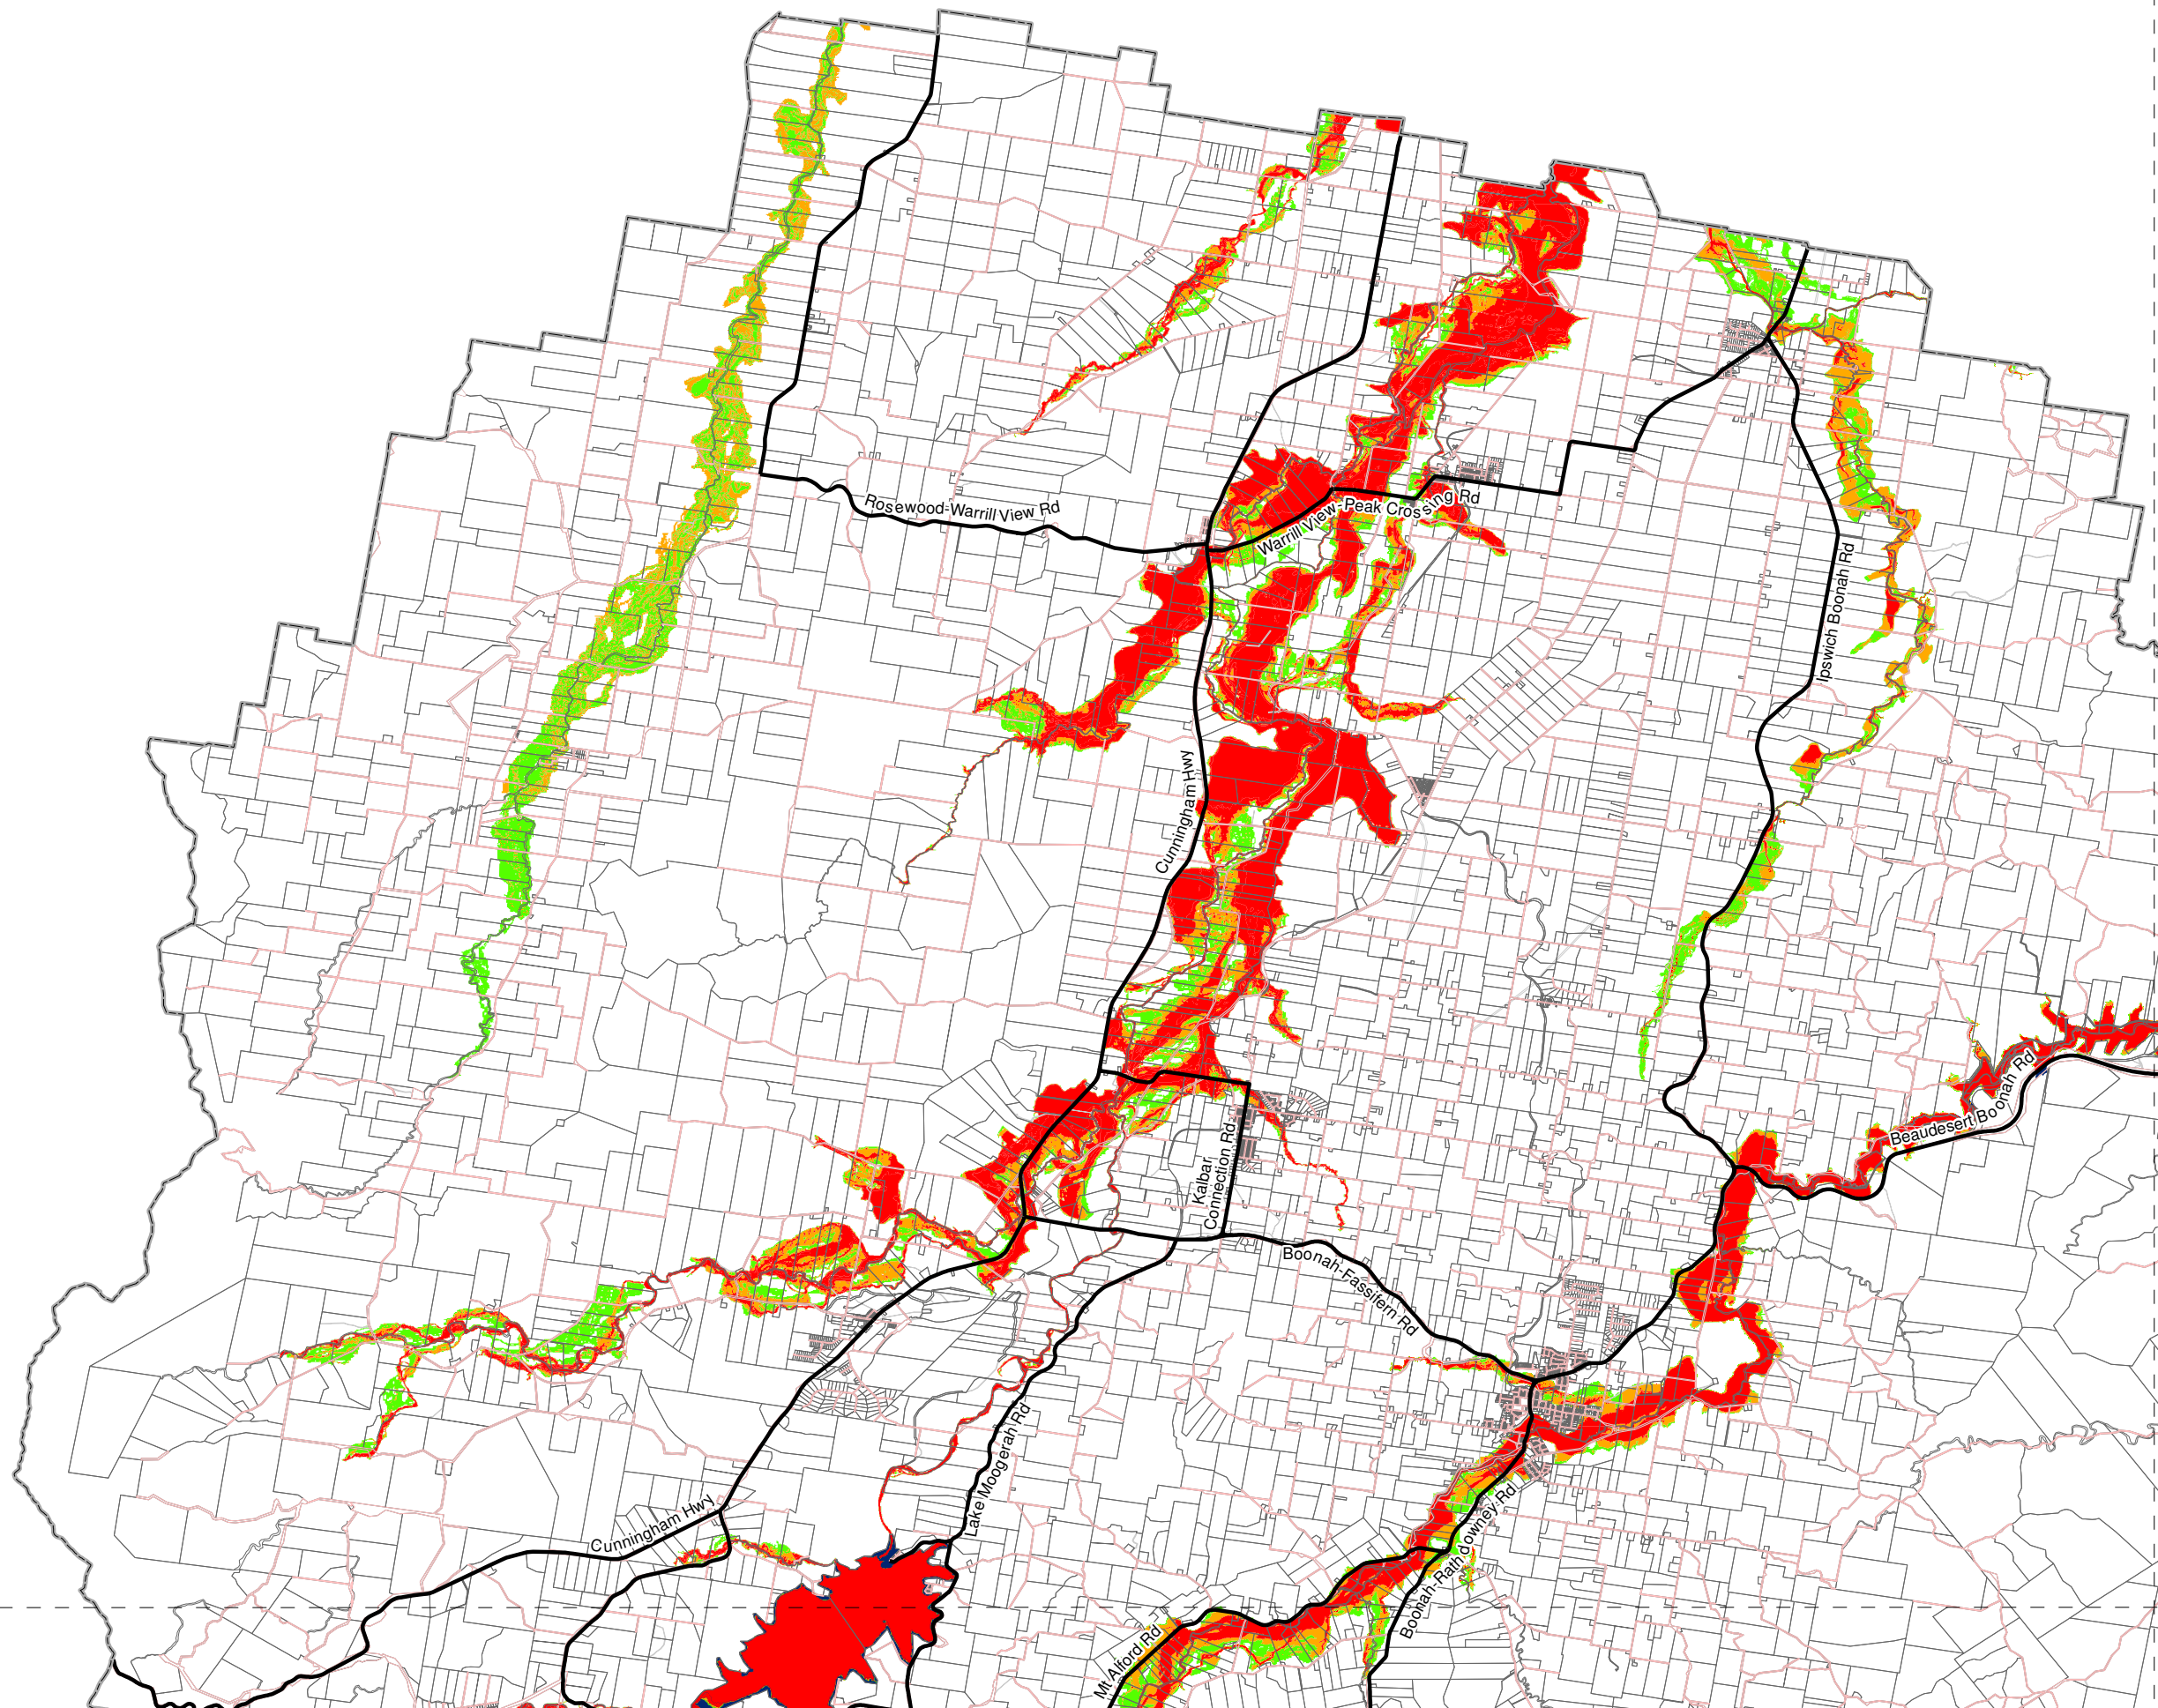 Rosewood-Warrill View Rd
Warrill View-Peak Crossing Rd
Ipswich Boonah Rd
Cunningham Hwy
Beaudesert Boonah Rd
Kalbar
Connection Rd
Boonah-Fassifern Rd
Lake Moogerah Rd
Cunningham Hwy
Boonah-Rathdowney Rd
Mt Alford Rd